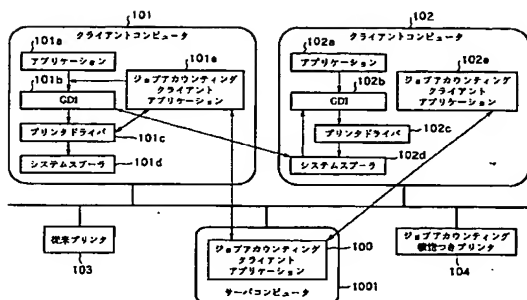 101
クライアントコンピュータ
101a
アプリケーション
101b
GDI
101e
ジョブアカウンティング
クライアント
アプリケーション
プリンタドライバ
101c
システムスプーラ
101d
102
クライアントコンピュータ
102a
アプリケーション
102b
GDI
102e
ジョブアカウンティング
クライアント
アプリケーション
プリンタドライバ
102c
システムスプーラ
102d
従来プリンタ
103
ジョブアカウンティング
クライアント
アプリケーション
100
サーバコンピュータ
1001
ジョブアカウンティング
機能つきプリンタ
104